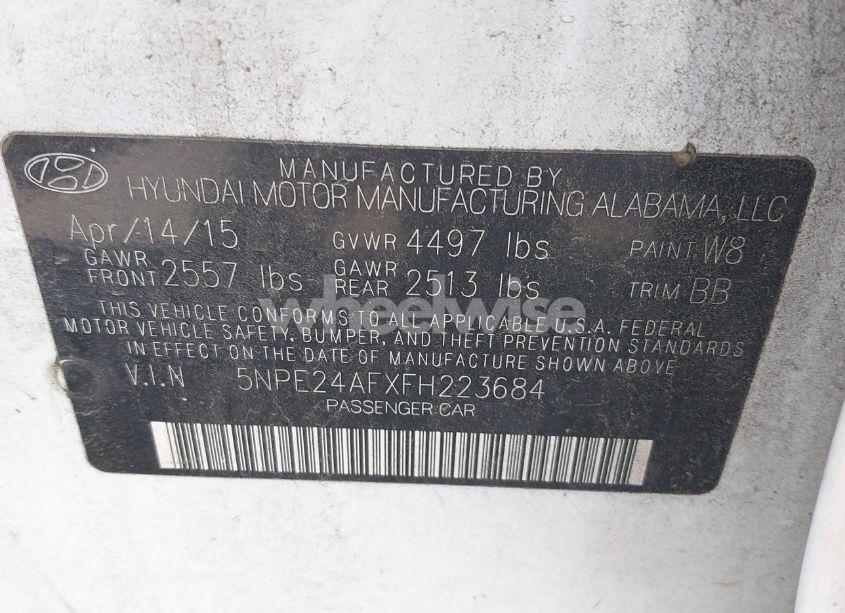 MANUFACTURED BY
HYUNDAI MOTOR MANUFACTURING ALABAMA, LLC
Apr/14/15 GVWR 4497 lbs PAINT W8
GAWR FRONT 2557 lbs GAWR REAR 2513 lbs TRIM BB
wheelwise
THIS VEHICLE CONFORMS TO ALL APPLICABLE U.S.A. FEDERAL
MOTOR VEHICLE SAFETY, BUMPER, AND THEFT PREVENTION STANDARDS
IN EFFECT ON THE DATE OF MANUFACTURE SHOWN ABOVE
V.I.N 5NPE24AFXFH223684
PASSENGER CAR